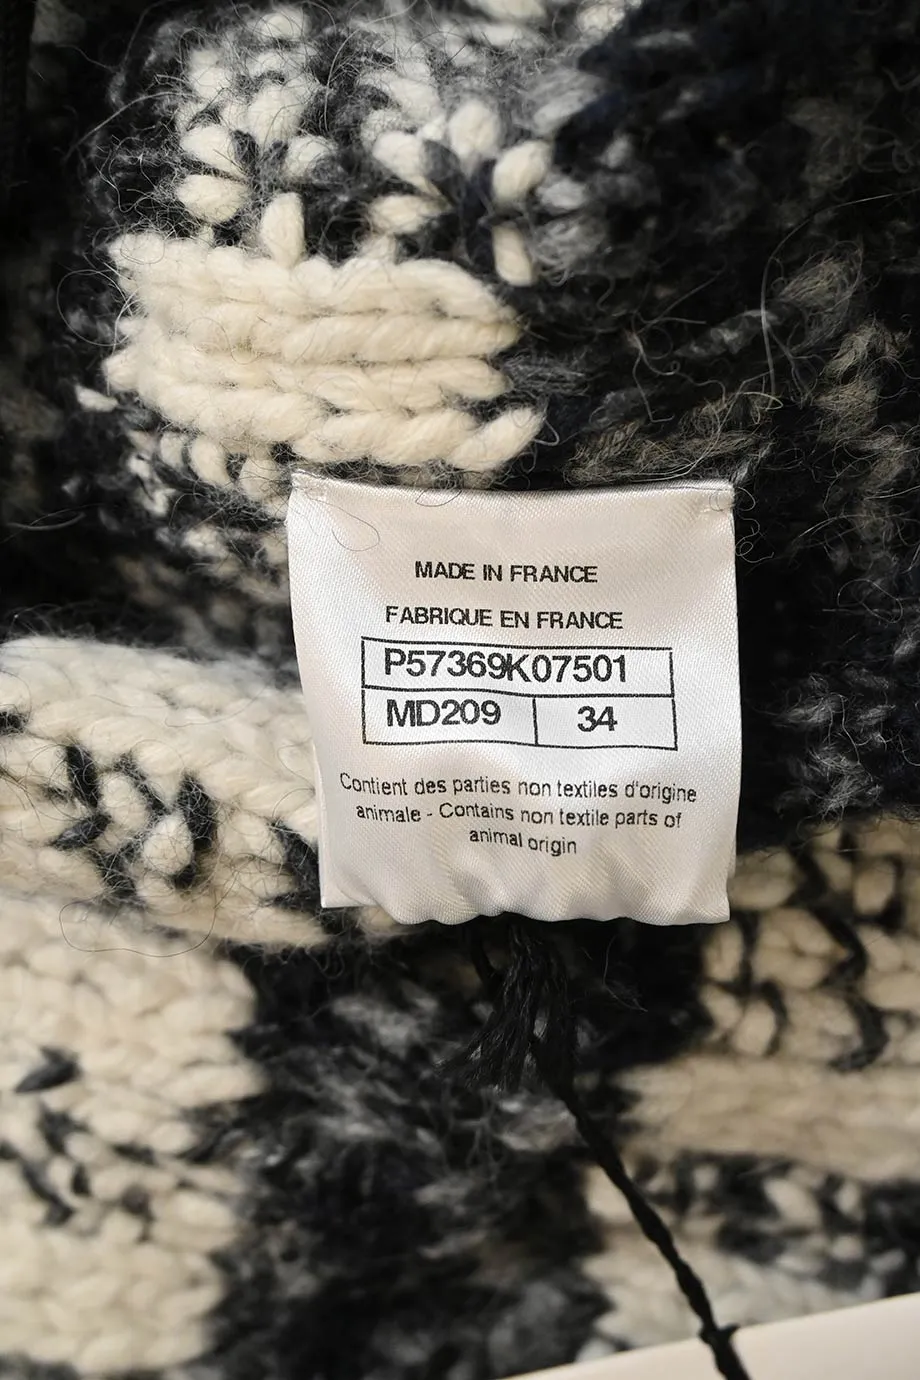 MADE IN FRANCE
FABRIQUE EN FRANCE
P57369K07501
MD209 34
Contient des parties non textiles d'origine
animale - Contains non textile parts of
animal origin